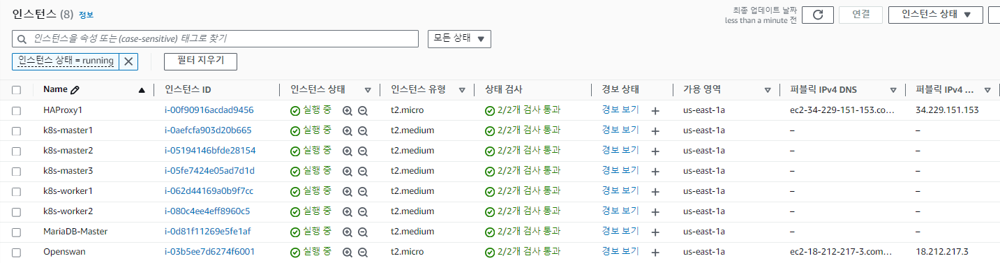 인스턴스 (8) 정보
최종 업데이트 날짜
less than a minute 전
연결
인스턴스 상태 ▼
인스턴스을 속성 또는 (case-sensitive) 태그로 찾기
모든 상태 ▼
인스턴스 상태 = running
필터 지우기
Name 인스턴스 ID 인스턴스 상태 인스턴스 유형 상태 검사 경보 상태 가용 영역 퍼블릭 IPv4 DNS 퍼블릭 IPv4 ...
HAProxy1 i-00f90916acdad9456 실행 중 t2.micro 2/2개 검사 통과 경보 보기 + us-east-1a ec2-34-229-151-153.co... 34.229.151.153
k8s-master1 i-0aefcfa903d20b665 실행 중 t2.medium 2/2개 검사 통과 경보 보기 + us-east-1a – –
k8s-master2 i-05194146bfde28154 실행 중 t2.medium 2/2개 검사 통과 경보 보기 + us-east-1a – –
k8s-master3 i-05fe7424e05ad7d1d 실행 중 t2.medium 2/2개 검사 통과 경보 보기 + us-east-1a – –
k8s-worker1 i-062d44169a0b9f7cc 실행 중 t2.medium 2/2개 검사 통과 경보 보기 + us-east-1a – –
k8s-worker2 i-080c4ee4eff8960c5 실행 중 t2.medium 2/2개 검사 통과 경보 보기 + us-east-1a – –
MariaDB-Master i-0d81f11269e5fe1af 실행 중 t2.medium 2/2개 검사 통과 경보 보기 + us-east-1a – –
Openswan i-03b5ee7d6274f6001 실행 중 t2.micro 2/2개 검사 통과 경보 보기 + us-east-1a ec2-18-212-217-3.com... 18.212.217.3